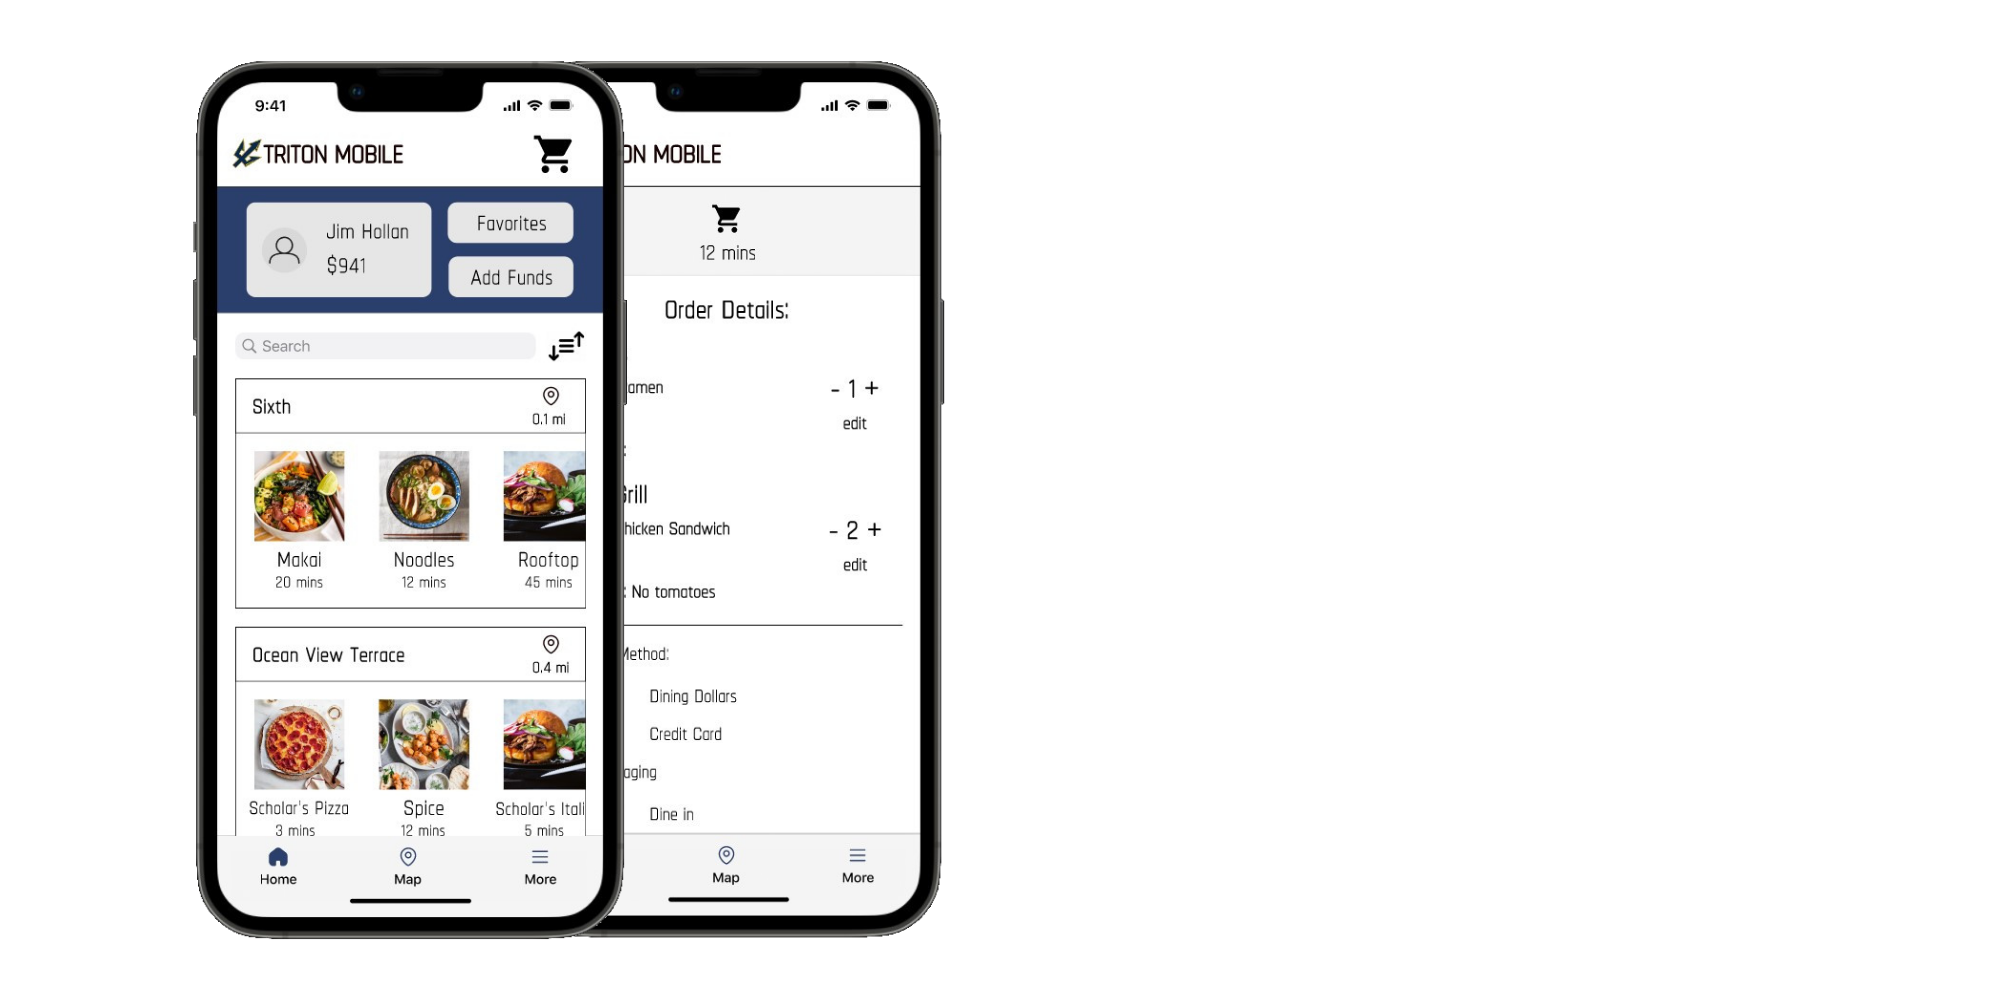 9:41
TRITON MOBILE
Jim Hollan
$941
Favorites
Add Funds
Search
Sixth
0.1 mi
Makai
20 mins
Noodles
12 mins
Rooftop
45 mins
Ocean View Terrace
0.4 mi
Scholar's Pizza
3 mins
Spice
12 mins
Scholar's Itali
5 mins
Home
Map
More
ON MOBILE
12 mins
Order Details:
amen
- 1 +
edit
:
Grill
hicken Sandwich
- 2 +
edit
: No tomatoes
Method:
Dining Dollars
Credit Card
aging
Dine in
Map
More